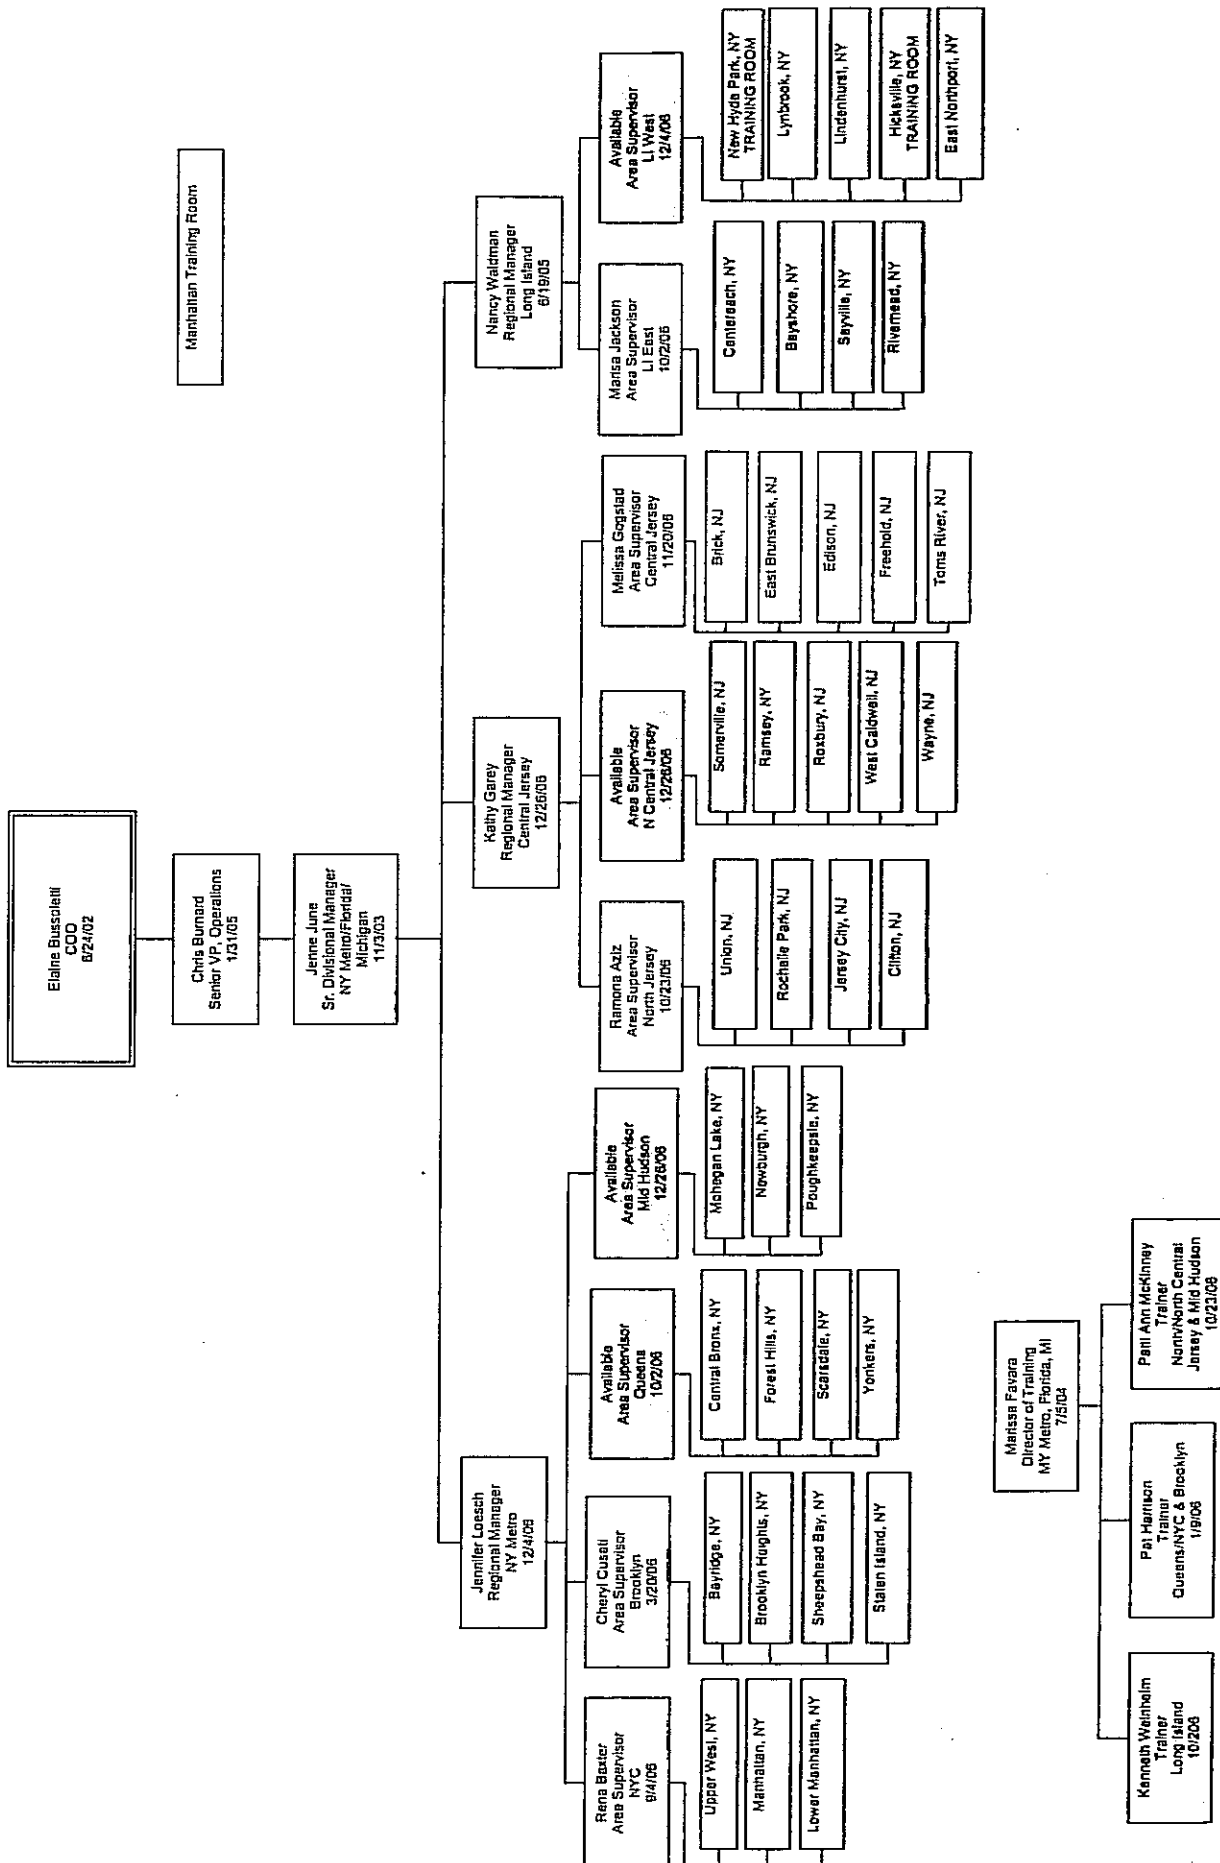 Manhattan Training Room
Elaine Bussoletti
COO
6/24/02
Chris Burnard
Senior VP, Operations
1/31/05
Jenne June
Sr. Divisional Manager
NY Metro/Florida/
Michigan
11/3/03
Jennifer Loesch
Regional Manager
NY Metro
12/4/06
Kathy Garey
Regional Manager
Central Jersey
12/26/06
Nancy Waldman
Regional Manager
Long Island
6/19/05
Rena Baxter
Area Supervisor
NYC
9/4/06
Upper West, NY
Manhattan, NY
Lower Manhattan, NY
Cheryl Cusati
Area Supervisor
Brooklyn
3/20/06
Bayridge, NY
Brooklyn Heights, NY
Sheepshead Bay, NY
Staten Island, NY
Available
Area Supervisor
Queens
10/2/06
Central Bronx, NY
Forest Hills, NY
Scarsdale, NY
Yonkers, NY
Available
Area Supervisor
Mid Hudson
12/26/06
Mohegan Lake, NY
Newburgh, NY
Poughkeepsie, NY
Ramona Aziz
Area Supervisor
North Jersey
10/23/06
Union, NJ
Rochelle Park, NJ
Jersey City, NJ
Clifton, NJ
Available
Area Supervisor
N Central Jersey
12/26/06
Somerville, NJ
Ramsey, NY
Roxbury, NJ
West Caldwell, NJ
Wayne, NJ
Melissa Gogstad
Area Supervisor
Central Jersey
11/20/06
Brick, NJ
East Brunswick, NJ
Edison, NJ
Freehold, NJ
Toms River, NJ
Marisa Jackson
Area Supervisor
LI East
10/2/06
Centereach, NY
Bayshore, NY
Sayville, NY
Riverhead, NY
Available
Area Supervisor
LI West
12/4/06
New Hyde Park, NY
TRAINING ROOM
Lynbrook, NY
Lindenhurst, NY
Hicksville, NY
TRAINING ROOM
East Northport, NY
Marissa Favara
Director of Training
MY Metro, Florida, MI
7/5/04
Kenneth Weinholm
Trainer
Long Island
10/206
Pat Harrison
Trainer
Queens/NYC & Brooklyn
1/9/06
Patti Ann McKinney
Trainer
North/North Central
Jersey & Mid Hudson
10/23/06